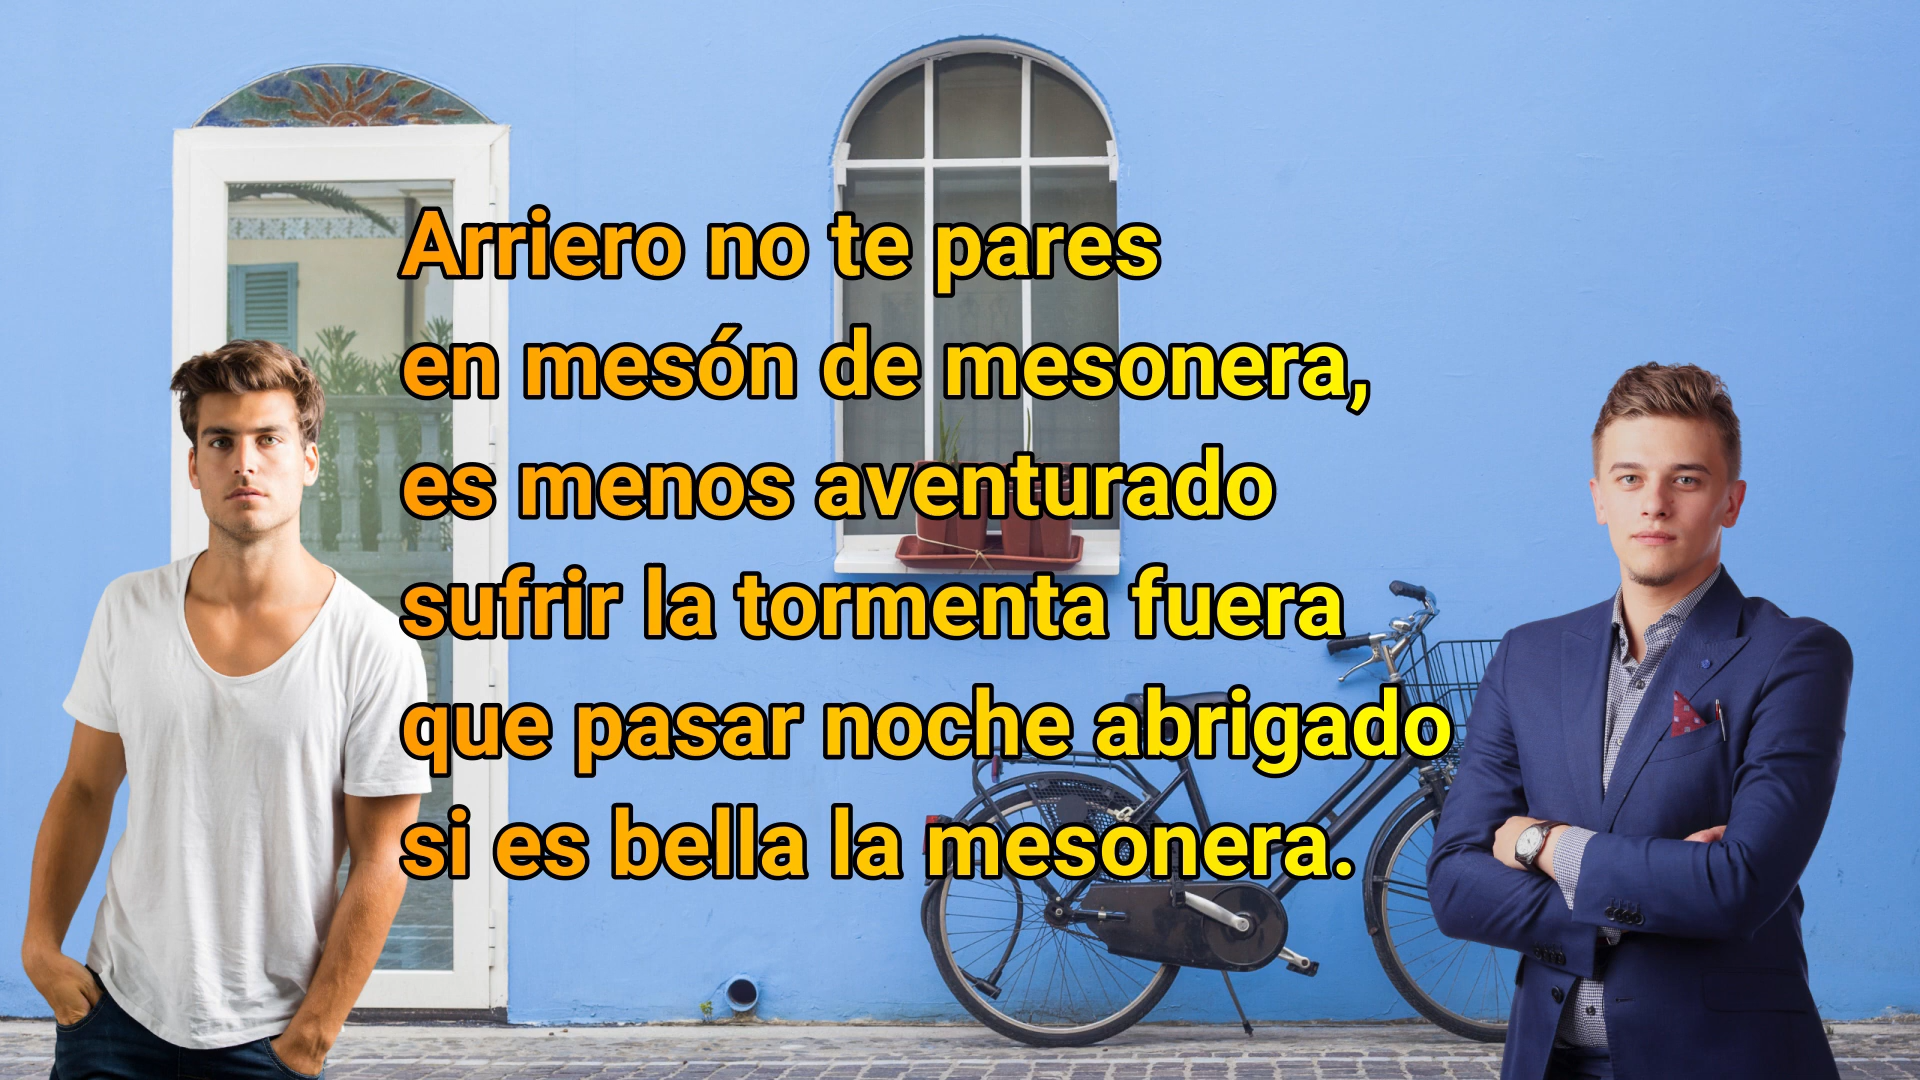 Arriero no te pares
en mesón de mesonera,
es menos aventurado
sufrir la tormenta fuera
que pasar noche abrigado
si es bella la mesonera.